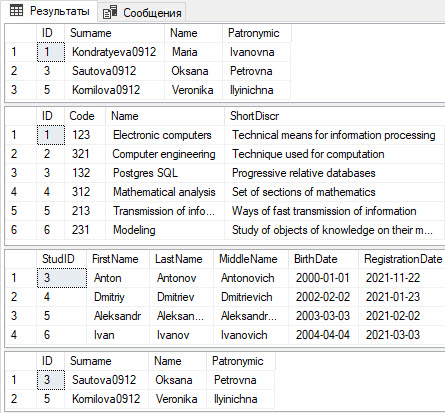 Результаты Сообщения
ID Surname Name Patronymic
1 1 Kondratyeva0912 Maria Ivanovna
2 3 Sautova0912 Oksana Petrovna
3 5 Kornilova0912 Veronika Ilyinichna
ID Code Name ShortDiscr
1 1 123 Electronic computers Technical means for information processing
2 2 321 Computer engineering Technique used for computation
3 3 132 Postgres SQL Progressive relative databases
4 4 312 Mathematical analysis Set of sections of mathematics
5 5 213 Transmission of info... Ways of fast transmission of information
6 6 231 Modeling Study of objects of knowledge on their m...
StudID FirstName LastName MiddleName BirthDate RegistrationDate
1 3 Anton Antonov Antonovich 2000-01-01 2021-11-22
2 4 Dmitriy Dmitriev Dmitrievich 2002-02-02 2021-01-23
3 5 Aleksandr Aleksan... Aleksandr... 2003-03-03 2021-02-02
4 6 Ivan Ivanov Ivanovich 2004-04-04 2021-03-03
ID Surname Name Patronymic
1 3 Sautova0912 Oksana Petrovna
2 5 Kornilova0912 Veronika Ilyinichna